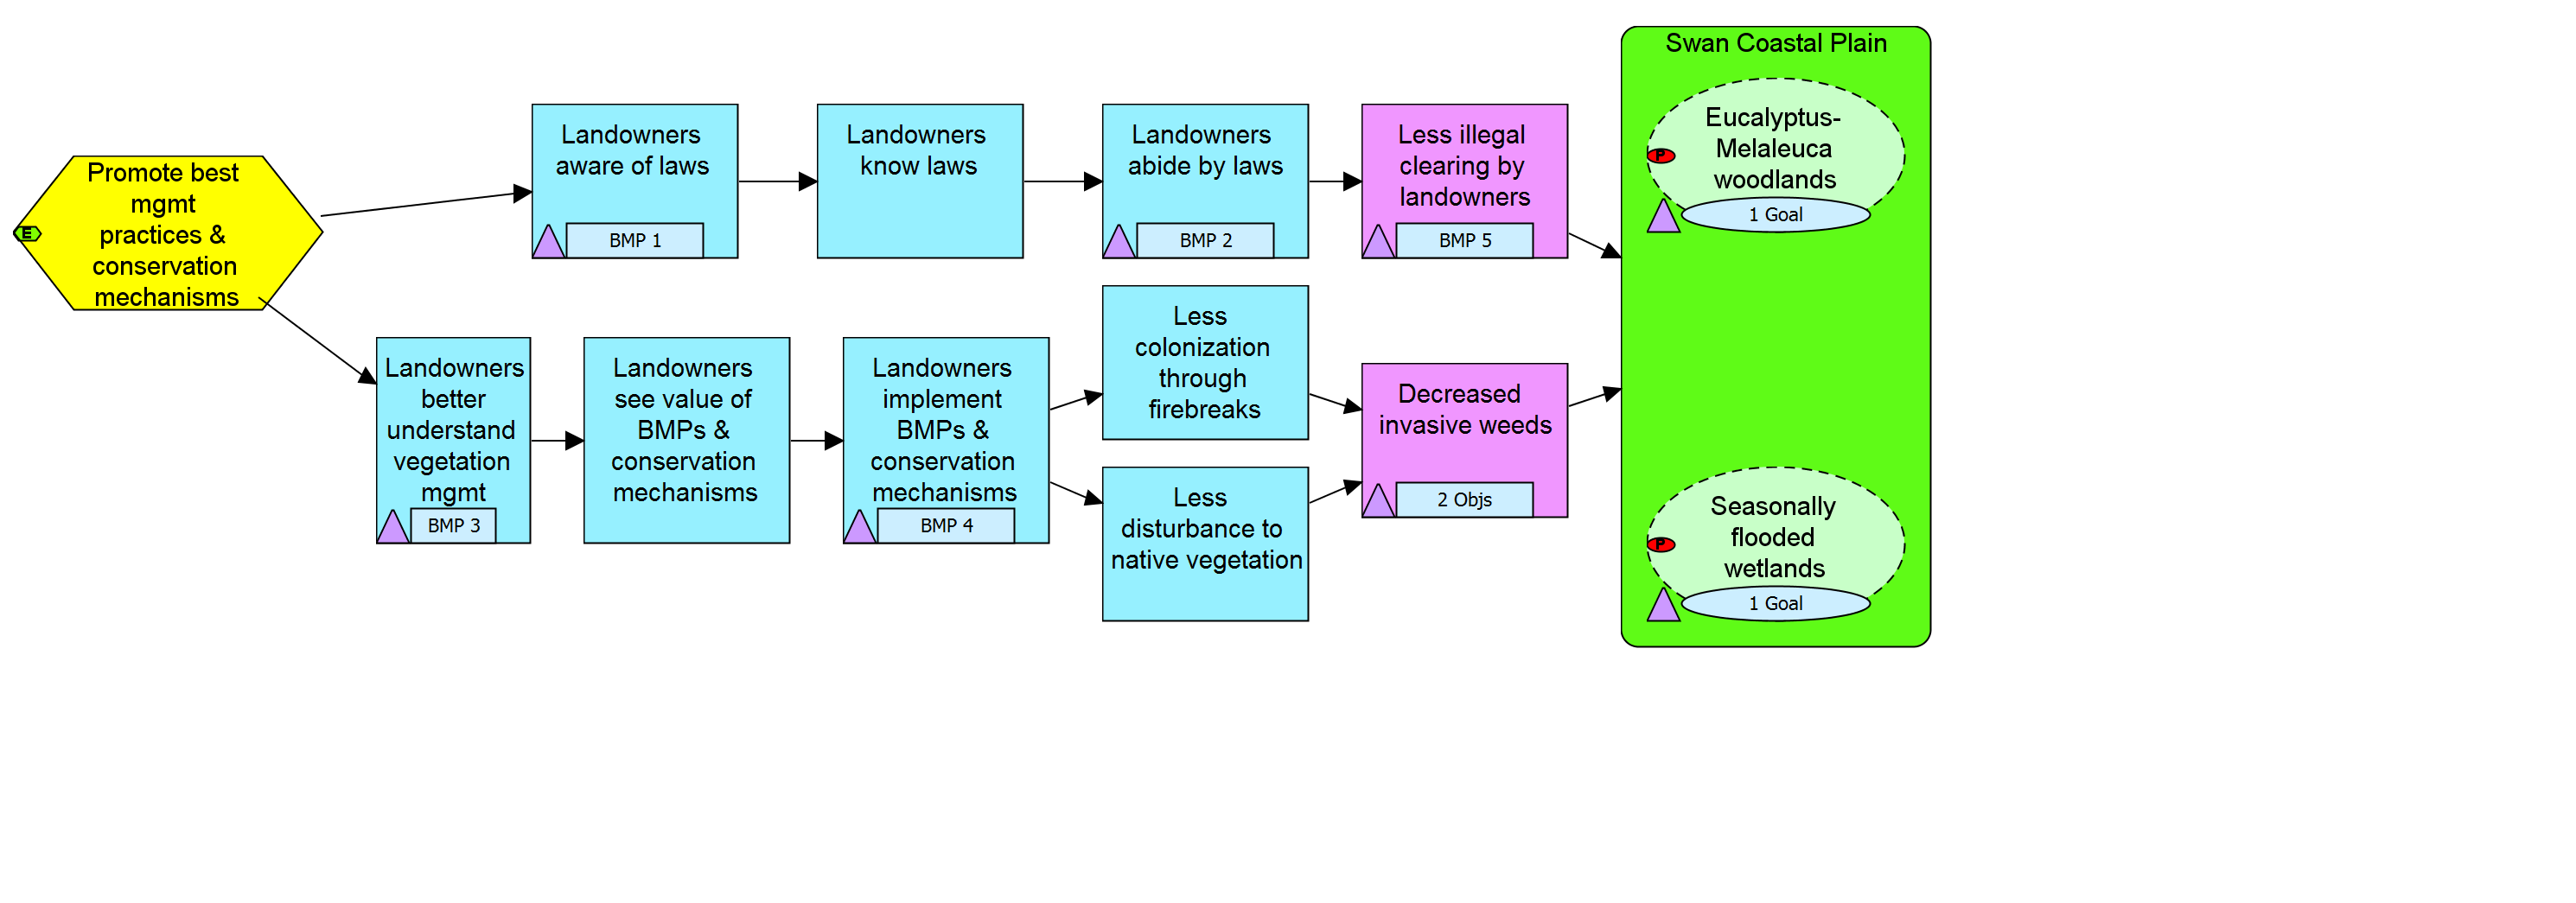 Swan Coastal Plain
Promote best
mgmt
practices &
conservation
mechanisms
E
Landowners
aware of laws
BMP 1
Landowners
know laws
Landowners
abide by laws
BMP 2
Less illegal
clearing by
landowners
BMP 5
Eucalyptus-
Melaleuca
woodlands
P
1 Goal
Landowners
better
understand
vegetation
mgmt
BMP 3
Landowners
see value of
BMPs &
conservation
mechanisms
Landowners
implement
BMPs &
conservation
mechanisms
BMP 4
Less
colonization
through
firebreaks
Less
disturbance to
native vegetation
Decreased
invasive weeds
2 Objs
Seasonally
flooded
wetlands
P
1 Goal